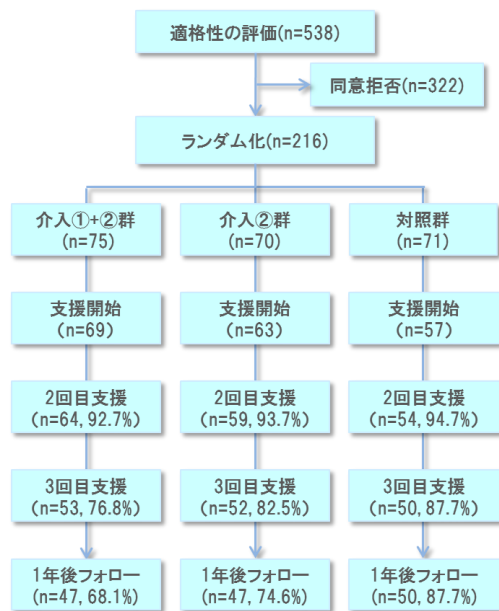 適格性の評価(n=538)
同意拒否(n=322)
ランダム化(n=216)
介入①+②群
(n=75)
介入②群
(n=70)
対照群
(n=71)
支援開始
(n=69)
支援開始
(n=63)
支援開始
(n=57)
2回目支援
(n=64, 92.7%)
2回目支援
(n=59, 93.7%)
2回目支援
(n=54, 94.7%)
3回目支援
(n=53, 76.8%)
3回目支援
(n=52, 82.5%)
3回目支援
(n=50, 87.7%)
1年後フォロー
(n=47, 68.1%)
1年後フォロー
(n=47, 74.6%)
1年後フォロー
(n=50, 87.7%)